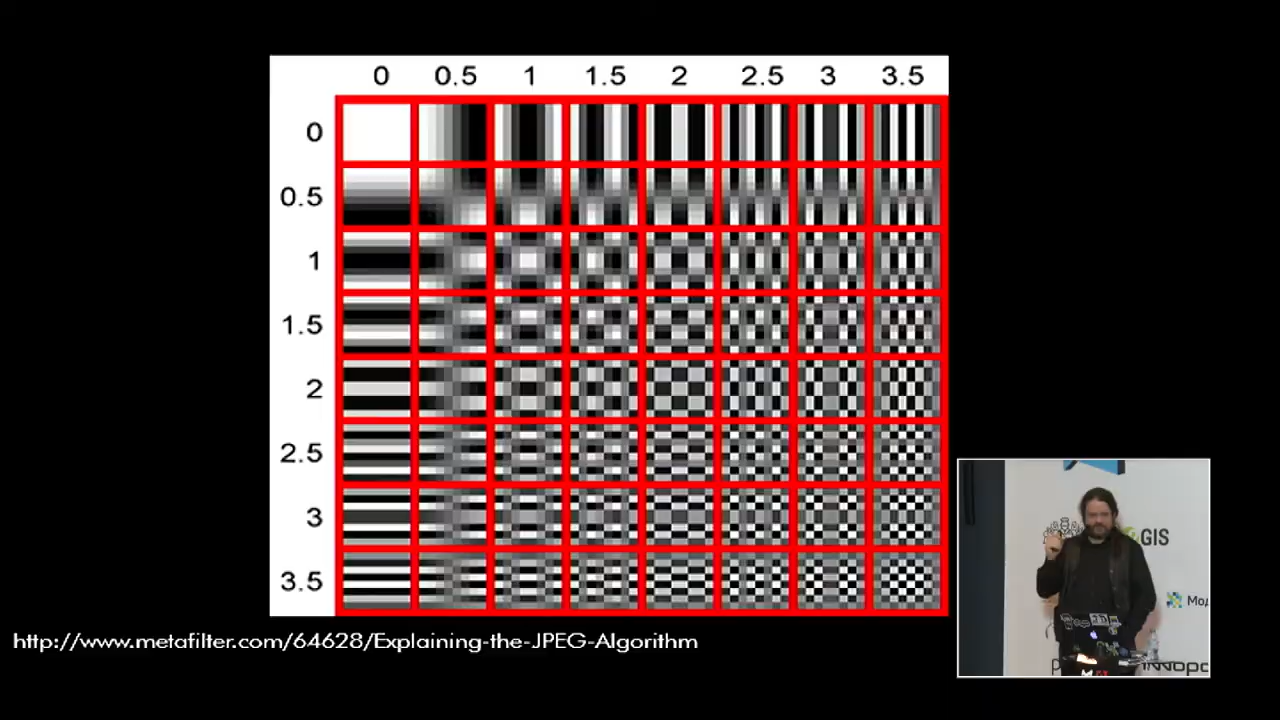 0 0.5 1 1.5 2 2.5 3 3.5
0
0.5
1
1.5
2
2.5
3
3.5
http://www.metafilter.com/64628/Explaining-the-JPEG-Algorithm
GIS